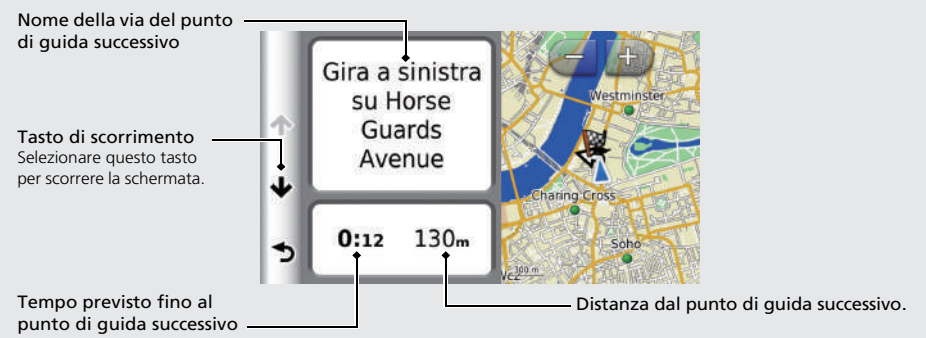 Nome della via del punto
di guida successivo
Gira a sinistra
su Horse
Guards
Avenue
Tasto di scorrimento
Selezionare questo tasto
per scorrere la schermata.
Westminster
Charing Cross
Soho
0:12 130m
300 m
Tempo previsto fino al
punto di guida successivo
Distanza dal punto di guida successivo.